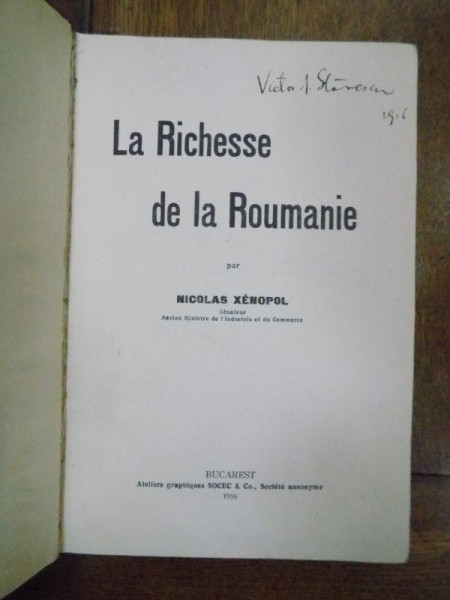 Victor J. Stănescu
1916
La Richesse
de la Roumanie
par
NICOLAS XÉNOPOL
Sénateur
Ancien Ministre de l'Industrie et du Commerce
BUCAREST
Ateliers graphiques SOCEC & Co., Société anonyme
1916